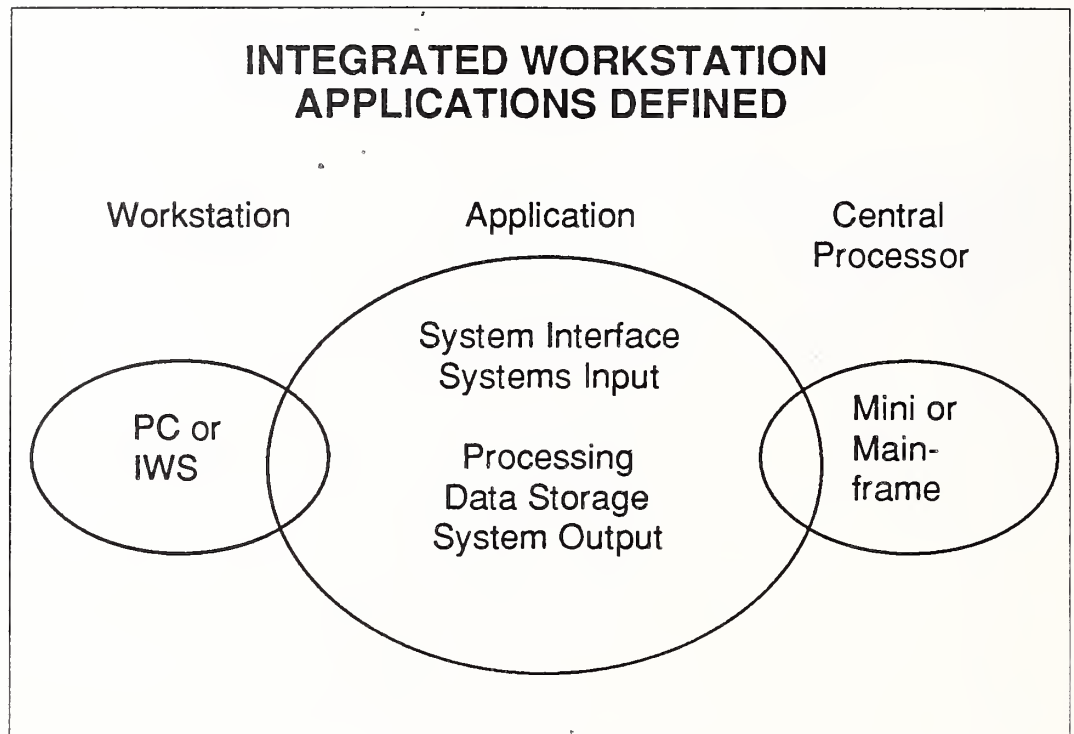 INTEGRATED WORKSTATION
APPLICATIONS DEFINED
Workstation
Application
Central
Processor
System Interface
Systems Input
Processing
Data Storage
System Output
PC or
IWS
Mini or
Main-
frame